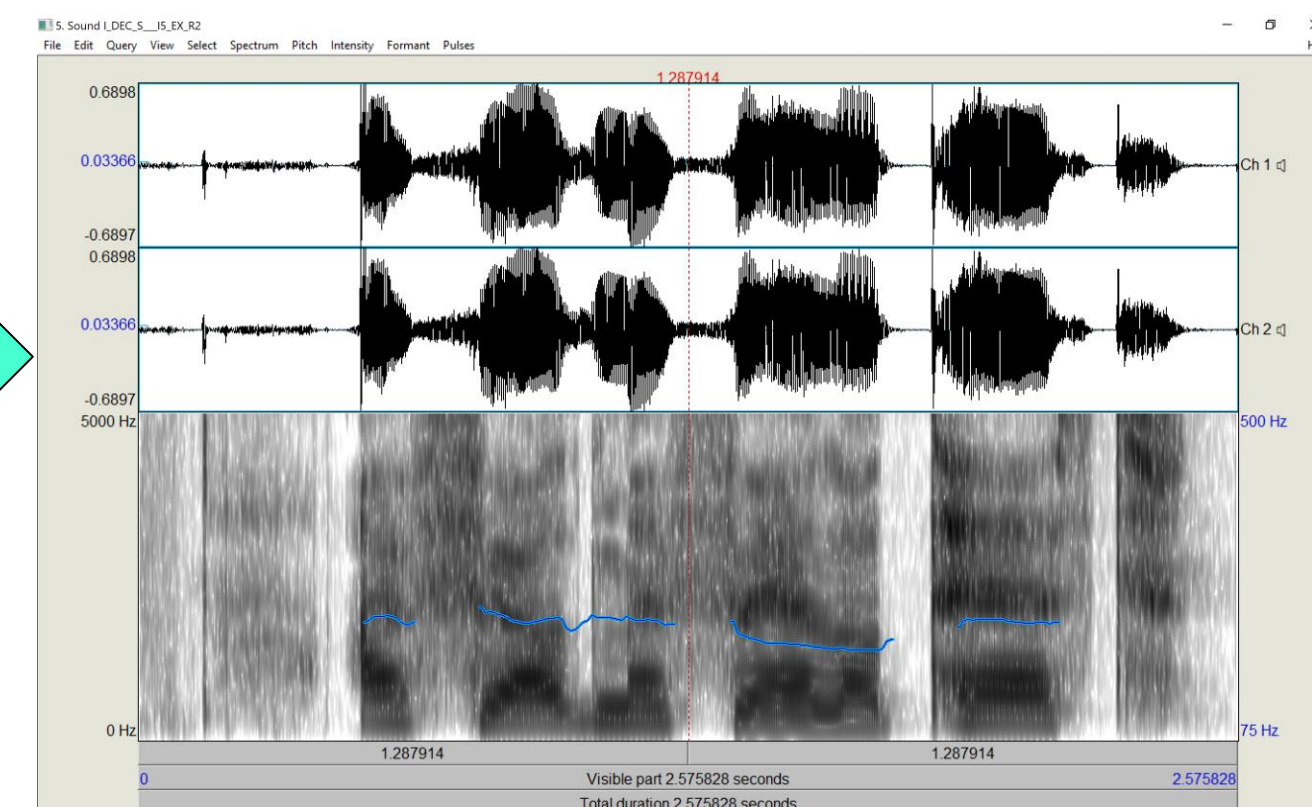 5. Sound I_DEC_S__I5_EX_R2
File Edit Query View Select Spectrum Pitch Intensity Formant Pulses
1.287914
0.6898
0.03366
Ch 1
-0.6897
0.6898
0.03366
Ch 2
-0.6897
5000 Hz
500 Hz
0 Hz
75 Hz
1.287914 1.287914
0 Visible part 2.575828 seconds 2.575828
Total duration 2.575828 seconds